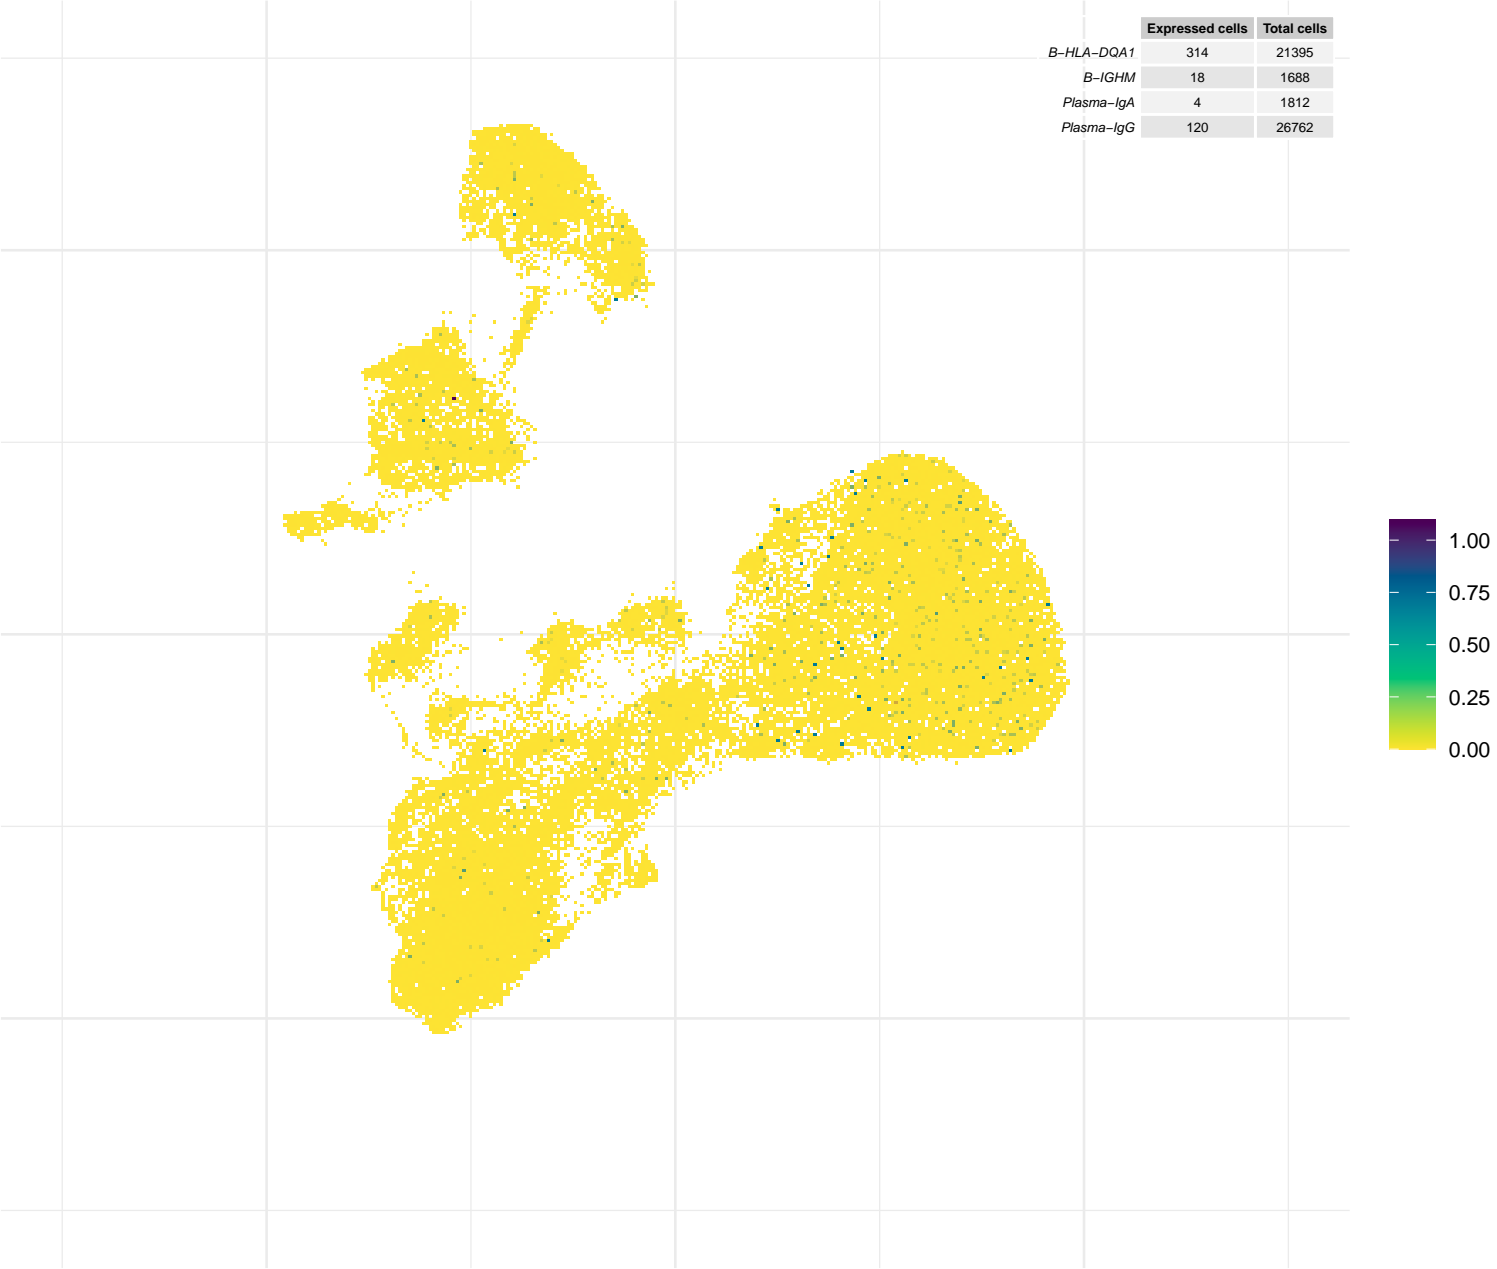 Expressed cells Total cells
B−HLA−DQA1 314 21395
B−IGHM 18 1688
Plasma−IgA 4 1812
Plasma−IgG 120 26762
1.00
0.75
0.50
0.25
0.00